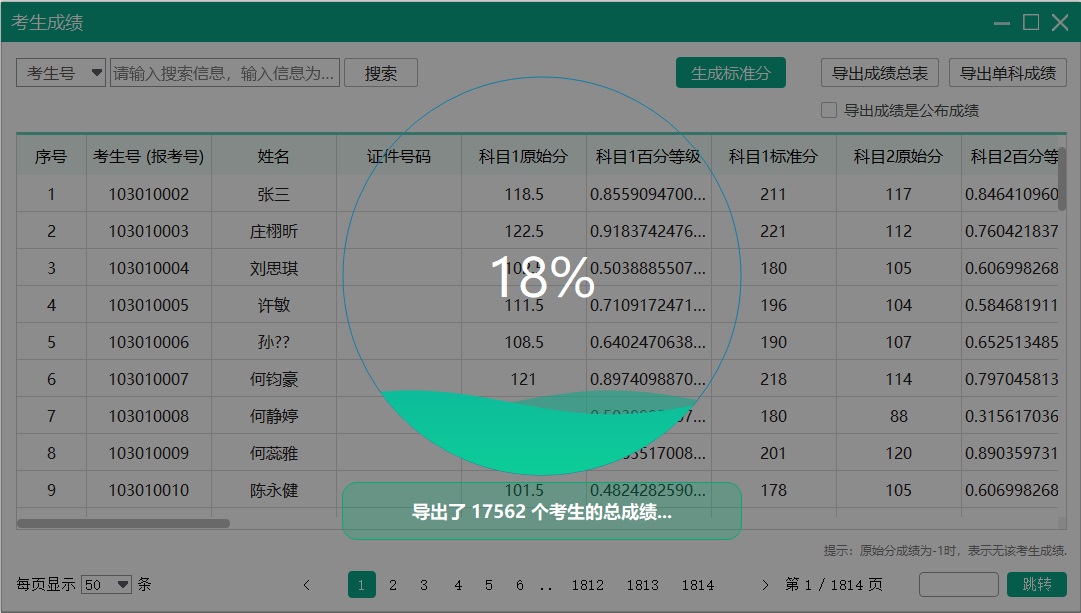 考生成绩
考生号 请输入搜索信息，输入信息为... 搜索 生成标准分 导出成绩总表 导出单科成绩
导出成绩是公布成绩
序号 考生号 (报考号) 姓名 证件号码 科目1原始分 科目1百分等级 科目1标准分 科目2原始分 科目2百分等
1 103010002 张三 118.5 0.8559094700... 211 117 0.846410960
2 103010003 庄栩昕 122.5 0.9183742476... 221 112 0.760421837
3 103010004 刘思琪 0.5038885507... 180 105 0.606998268
18%
4 103010005 许敏 111.5 0.7109172471... 196 104 0.584681911
5 103010006 孙?? 108.5 0.6402470638... 190 107 0.652513485
6 103010007 何钧豪 121 0.8974098870... 218 114 0.797045813
7 103010008 何静婷 180 88 0.315617036
8 103010009 何蕊雅 201 120 0.890359731
9 103010010 陈永健 101.5 0.4824282590... 178 105 0.606998268
导出了 17562 个考生的总成绩...
提示：原始分成绩为-1时，表示无该考生成绩.
每页显示 50 条 < 1 2 3 4 5 6 .. 1812 1813 1814 > 第 1 / 1814 页 跳转